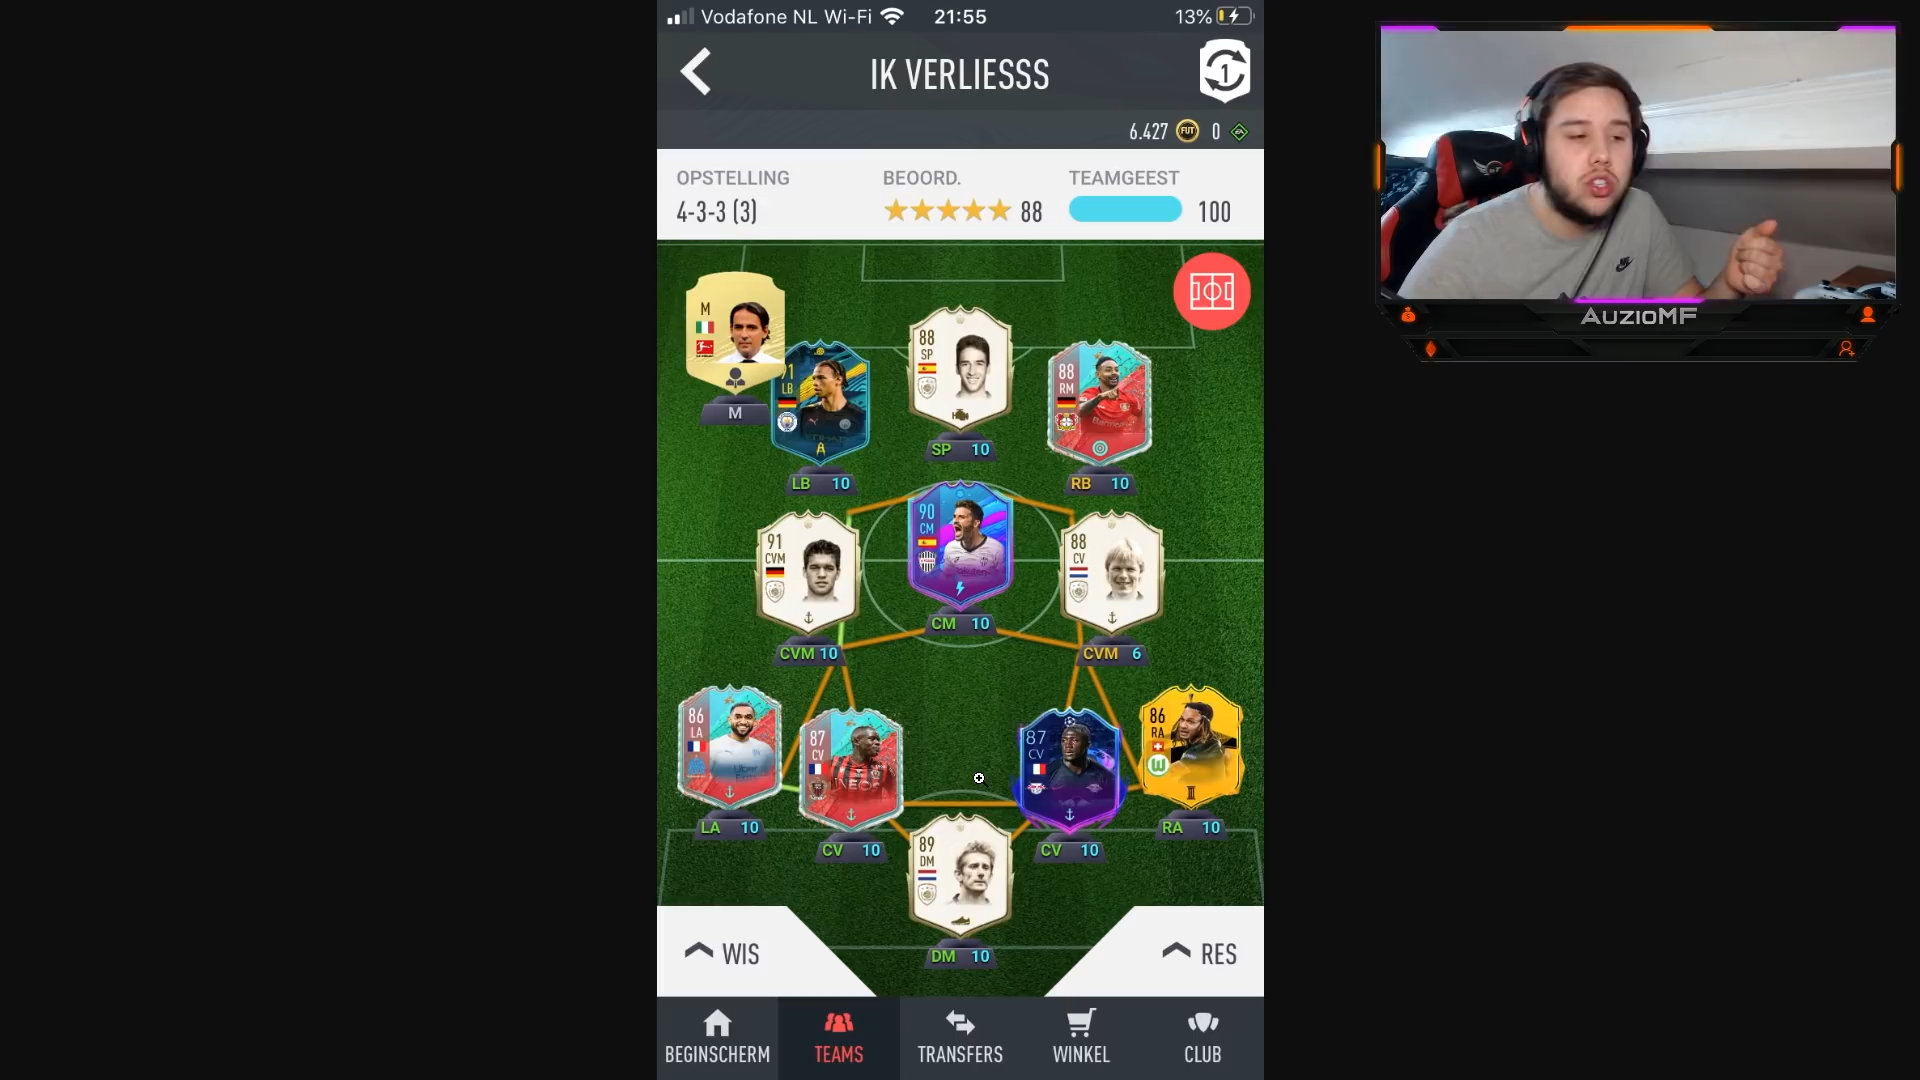 Vodafone NL Wi-Fi 21:55 13%
IK VERLIESSS
1
6.427 FUT 0
OPSTELLING BEOORD. TEAMGEEST
4-3-3 (3) 88 100
M
M
91
LB
LB 10
88
SP
SP 10
88
RM
RB 10
91
CVM
CVM 10
90
CM
CM 10
88
CV
CVM 6
86
LA
LA 10
87
CV
CV 10
87
CV
CV 10
86
RA
RA 10
89
DM
DM 10
WIS RES
BEGINSCHERM TEAMS TRANSFERS WINKEL CLUB
AUZIOMF